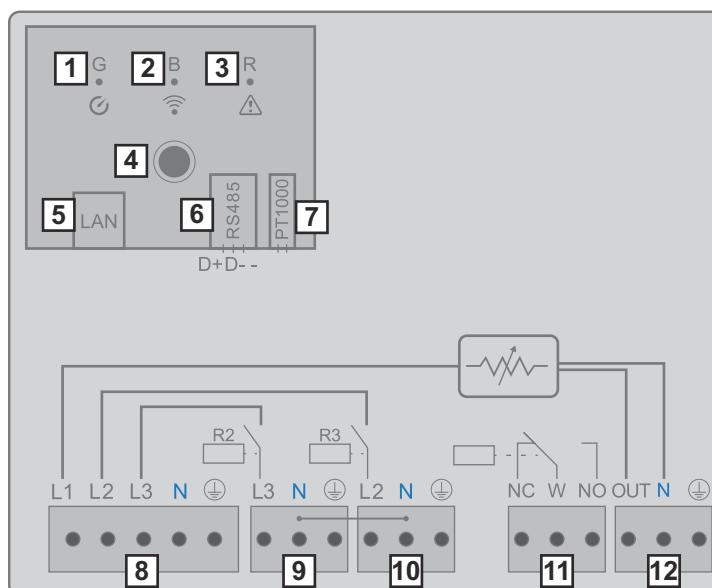 1 G 2 B 3 R
4
5 LAN 6 RS485 PT1000 7
D+D- -
R2 R3
L1 L2 L3 N L3 N L2 N NC W NO OUT N
8 9 10 11 12